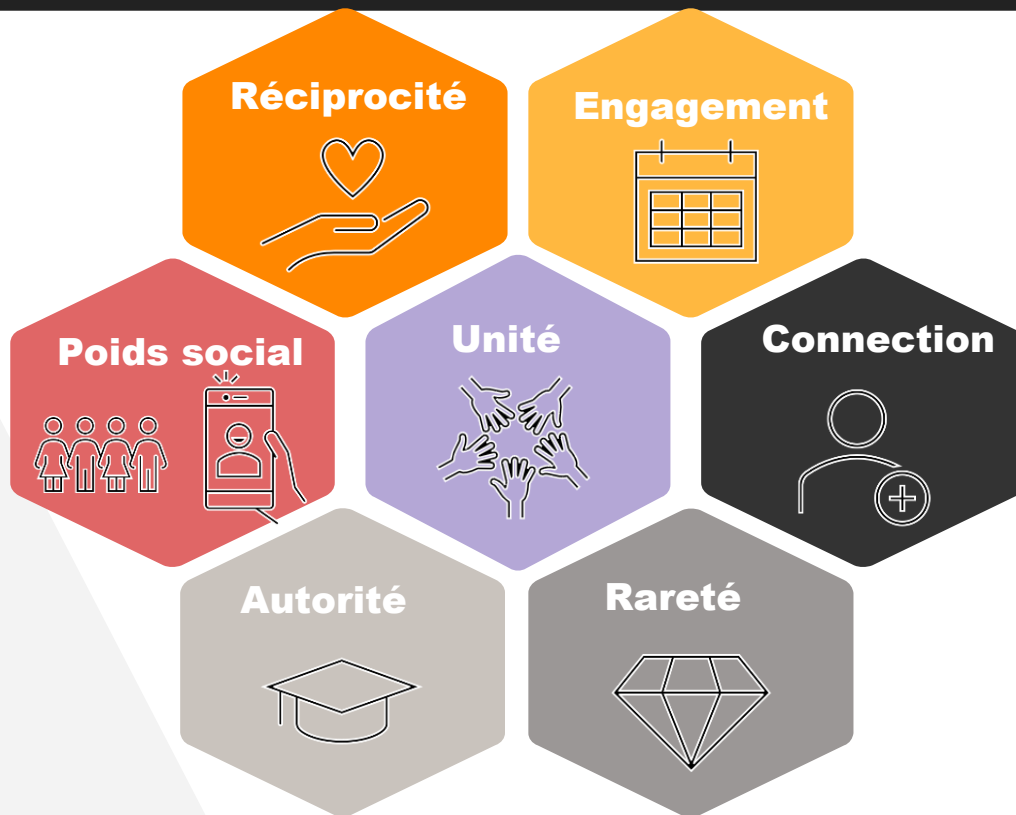 Réciprocité
Engagement
Poids social
Unité
Connection
Autorité
Rareté